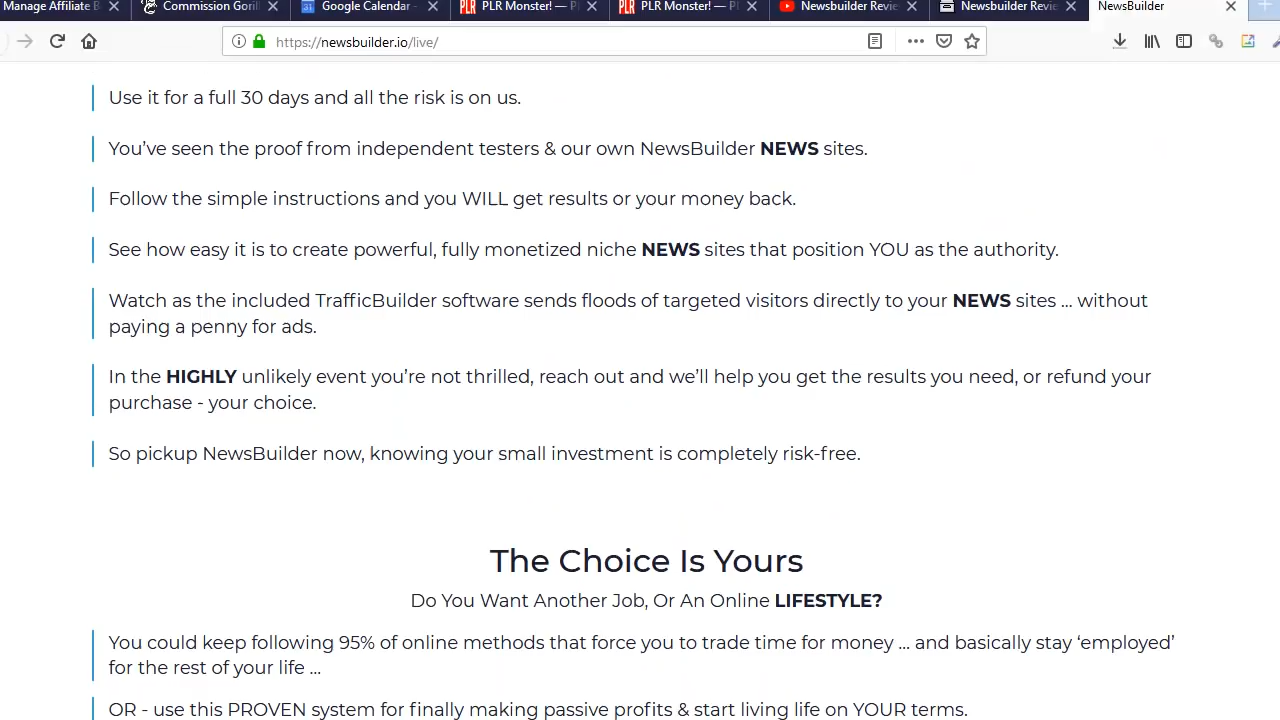 Manage Affiliate B
Commission Goril
Google Calendar -
PLR Monster! — P
PLR Monster! — P
Newsbuilder Revie
Newsbuilder Revie
NewsBuilder
https://newsbuilder.io/live/
Use it for a full 30 days and all the risk is on us.
You’ve seen the proof from independent testers & our own NewsBuilder NEWS sites.
Follow the simple instructions and you WILL get results or your money back.
See how easy it is to create powerful, fully monetized niche NEWS sites that position YOU as the authority.
Watch as the included TrafficBuilder software sends floods of targeted visitors directly to your NEWS sites ... without
paying a penny for ads.
In the HIGHLY unlikely event you’re not thrilled, reach out and we’ll help you get the results you need, or refund your
purchase - your choice.
So pickup NewsBuilder now, knowing your small investment is completely risk-free.
The Choice Is Yours
Do You Want Another Job, Or An Online LIFESTYLE?
You could keep following 95% of online methods that force you to trade time for money ... and basically stay ‘employed’
for the rest of your life ...
OR - use this PROVEN system for finally making passive profits & start living life on YOUR terms.